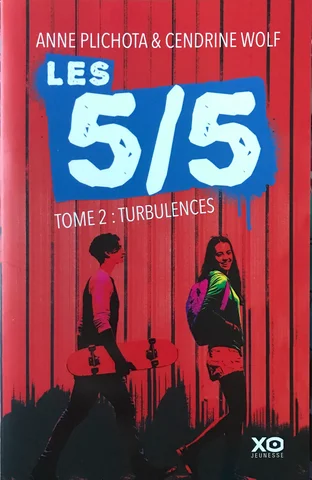 ANNE PLICHOTA & CENDRINE WOLF
LES
5/5
TOME 2 : TURBULENCES
XO
JEUNESSE